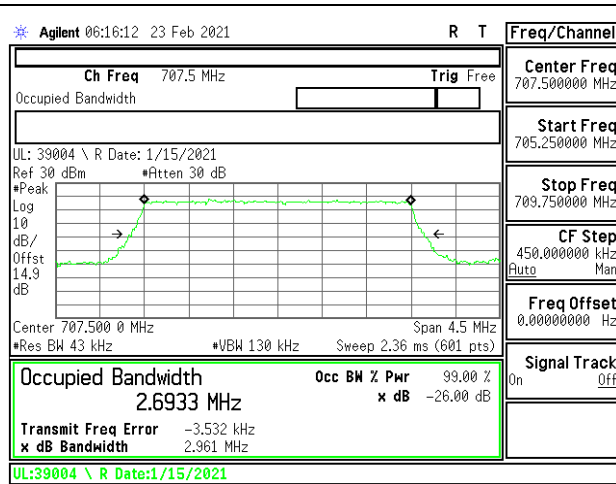 Agilent 06:16:12 23 Feb 2021 R T
Freq/Channel
Ch Freq 707.5 MHz Trig Free
Occupied Bandwidth
Center Freq
707.500000 MHz
Start Freq
705.250000 MHz
UL: 39004 \ R Date: 1/15/2021
Ref 30 dBm #Atten 30 dB
#Peak
Log
10
dB/
Offst
14.9
dB
Stop Freq
709.750000 MHz
CF Step
450.000000 kHz
Auto Man
Freq Offset
0.00000000 Hz
Center 707.500 0 MHz Span 4.5 MHz
#Res BW 43 kHz #VBW 130 kHz Sweep 2.36 ms (601 pts)
Signal Track
On Off
Occupied Bandwidth Occ BW % Pwr 99.00 %
2.6933 MHz x dB -26.00 dB
Transmit Freq Error -3.532 kHz
x dB Bandwidth 2.961 MHz
UL:39004 \ R Date:1/15/2021